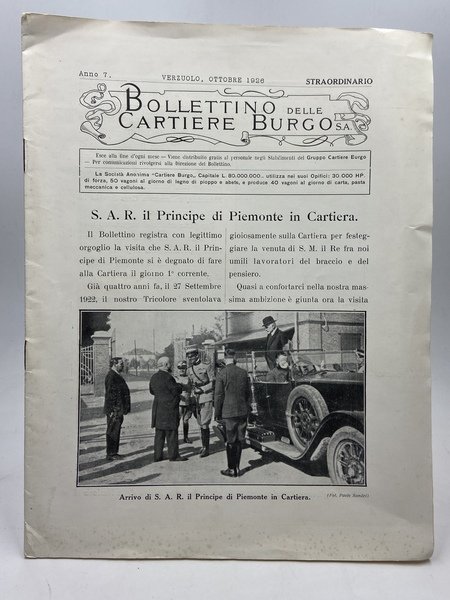 Anno 7.
VERZUOLO, OTTOBRE 1926
STRAORDINARIO
BOLLETTINO DELLE
CARTIERE BURGO S.A.
Esce alla fine d'ogni mese — Viene distribuito gratis al personale negli Stabilimenti del Gruppo Cartiere Burgo
— Per comunicazioni rivolgersi alla Direzione del Bollettino.
La Società Anonima "Cartiere Burgo,, Capitale L. 80.000.000.. utilizza nei suoi Opifici: 30.000 HP
di forza, 50 vagoni al giorno di legno di pioppo e abete, e produce 40 vagoni al giorno di carta, pasta
meccanica e cellulosa.
S. A. R. il Principe di Piemonte in Cartiera.
Il Bollettino registra con legittimo
orgoglio la visita che S. A. R. il Prin-
cipe di Piemonte si è degnato di fare
alla Cartiera il giorno 1° corrente.
Già quattro anni fa, il 27 Settembre
1922, il nostro Tricolore sventolava
gioiosamente sulla Cartiera per festeg-
giare la venuta di S. M. il Re fra noi
umili lavoratori del braccio e del
pensiero.
Quasi a confortarci nella nostra mas-
sima ambizione è giunta ora la visita
Arrivo di S. A. R. il Principe di Piemonte in Cartiera.
(Fot. Paolo Sandri)